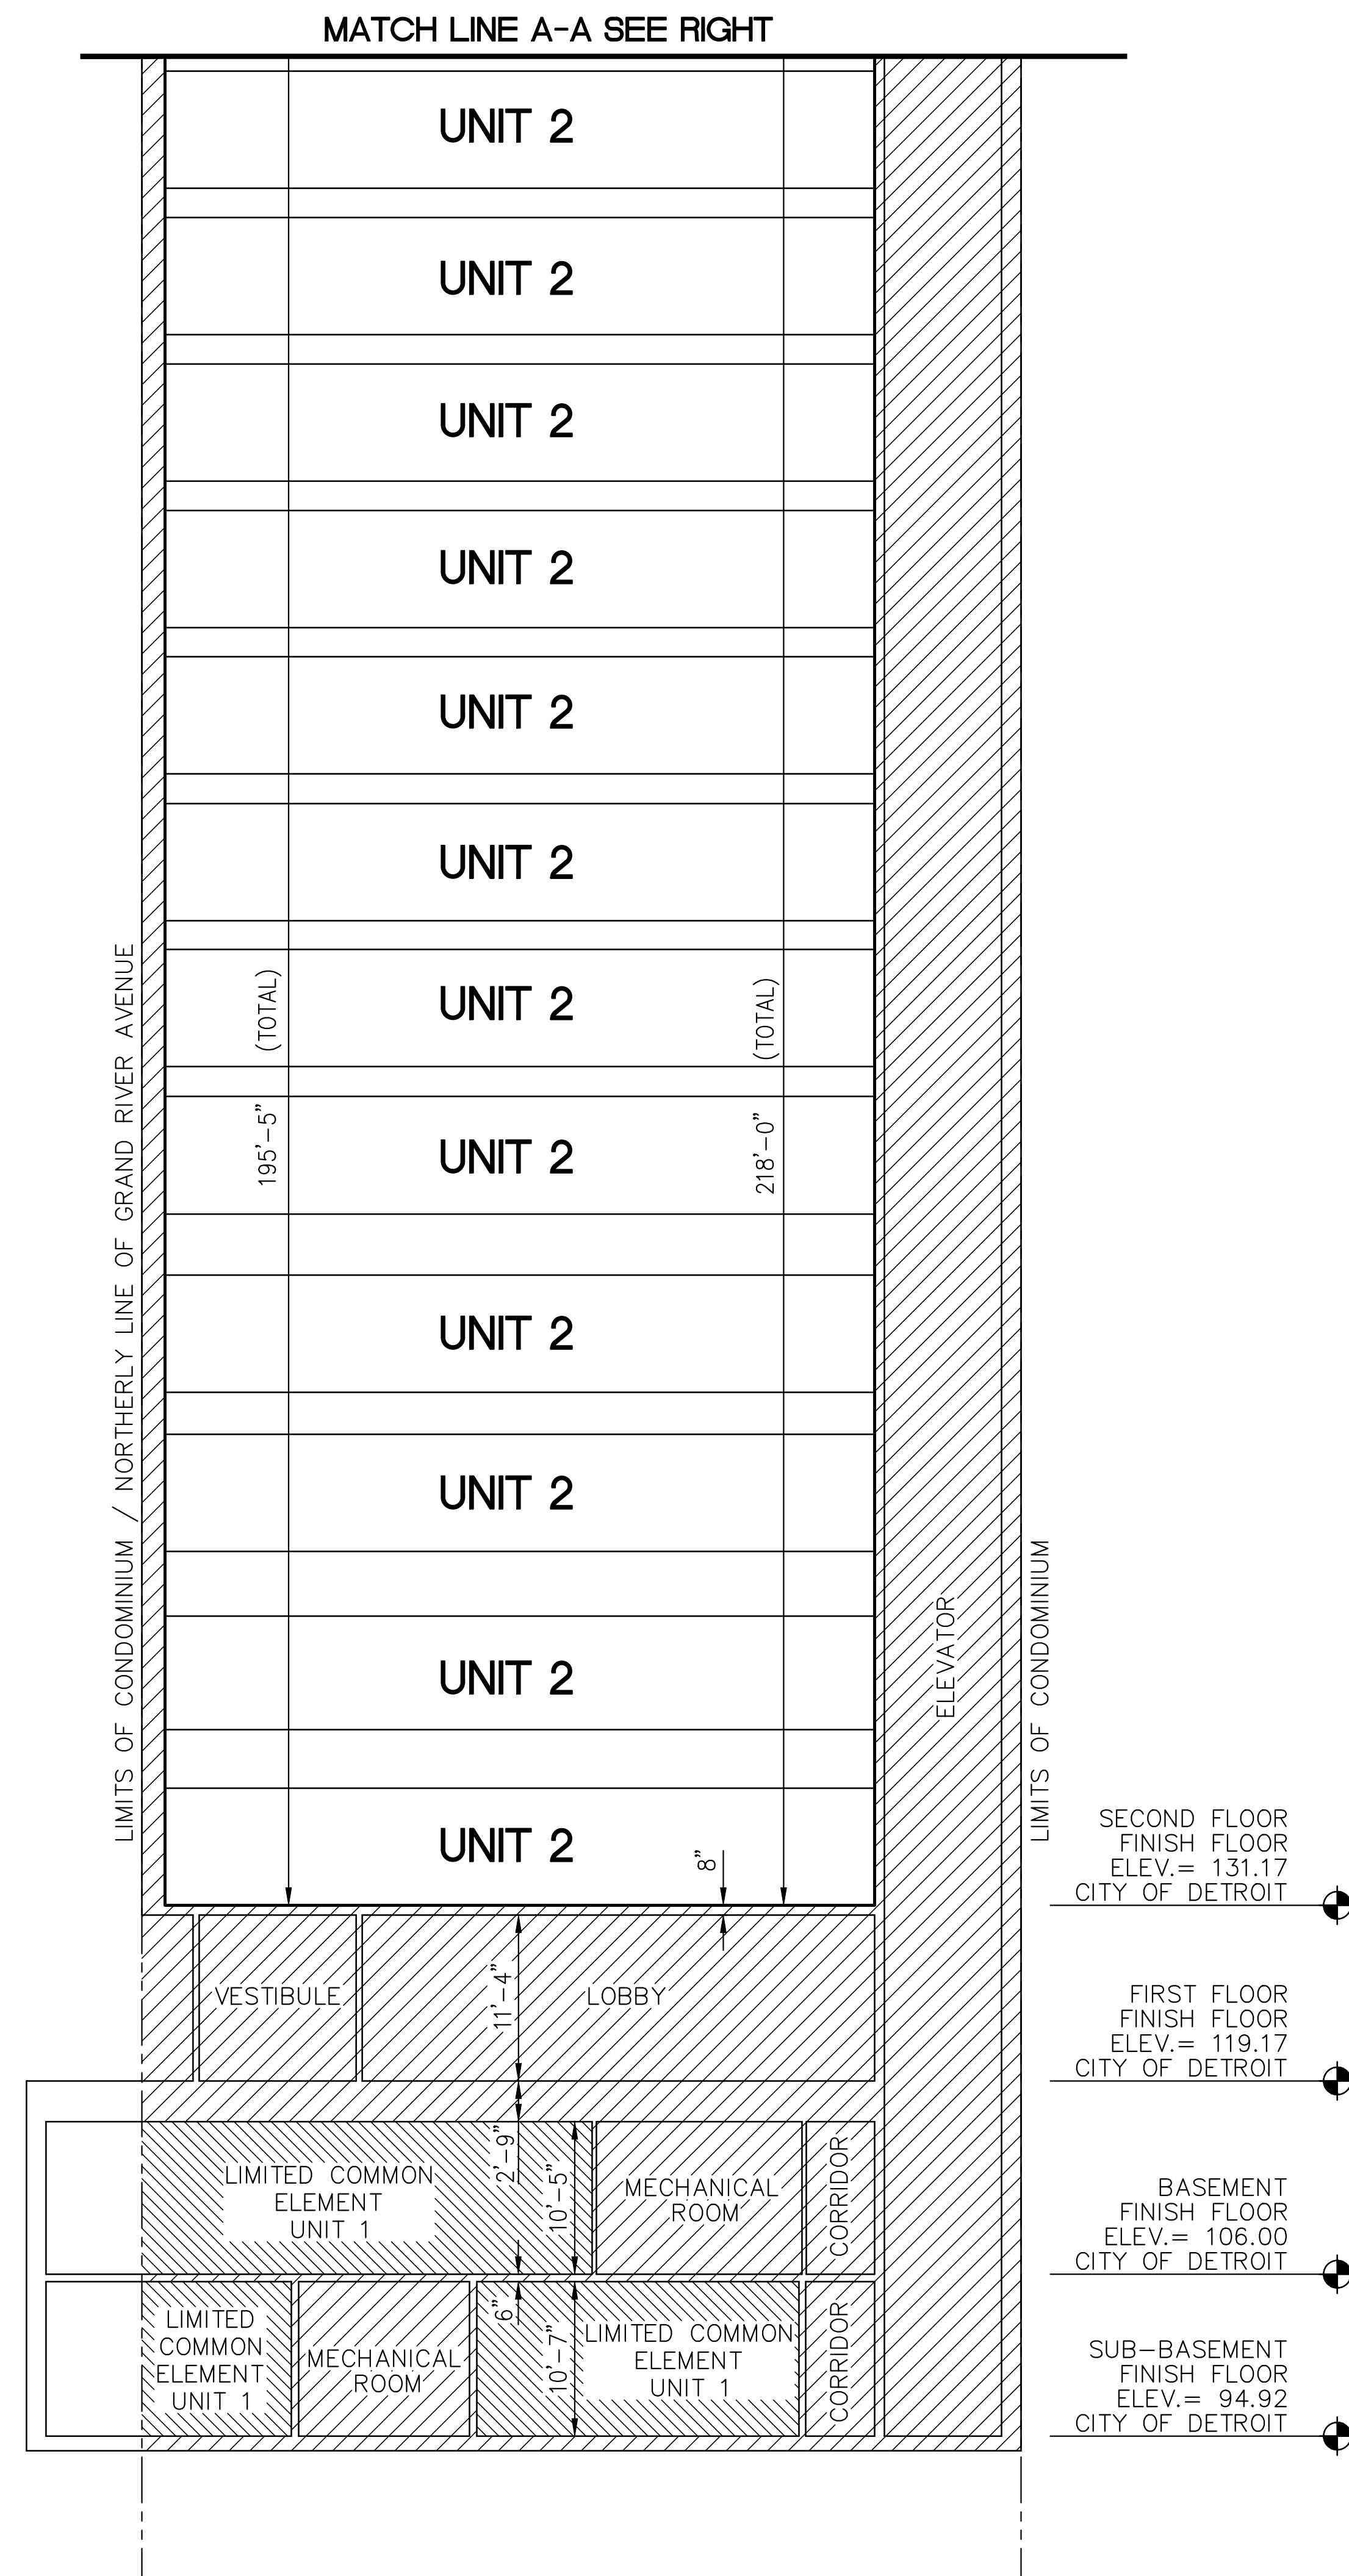 MATCH LINE A-A SEE RIGHT
UNIT 2
UNIT 2
UNIT 2
UNIT 2
UNIT 2
UNIT 2
UNIT 2
(TOTAL)
(TOTAL)
195'-5"
218'-0"
UNIT 2
UNIT 2
UNIT 2
UNIT 2
UNIT 2
LIMITS OF CONDOMINIUM / NORTHERLY LINE OF GRAND RIVER AVENUE
ELEVATOR
LIMITS OF CONDOMINIUM
8"
SECOND FLOOR
FINISH FLOOR
ELEV.= 131.17
CITY OF DETROIT
VESTIBULE
11'-4"
LOBBY
FIRST FLOOR
FINISH FLOOR
ELEV.= 119.17
CITY OF DETROIT
LIMITED COMMON
ELEMENT
UNIT 1
2'-9"
10'-5"
MECHANICAL
ROOM
CORRIDOR
BASEMENT
FINISH FLOOR
ELEV.= 106.00
CITY OF DETROIT
LIMITED
COMMON
ELEMENT
UNIT 1
MECHANICAL
ROOM
6"
10'-7"
LIMITED COMMON
ELEMENT
UNIT 1
CORRIDOR
SUB-BASEMENT
FINISH FLOOR
ELEV.= 94.92
CITY OF DETROIT